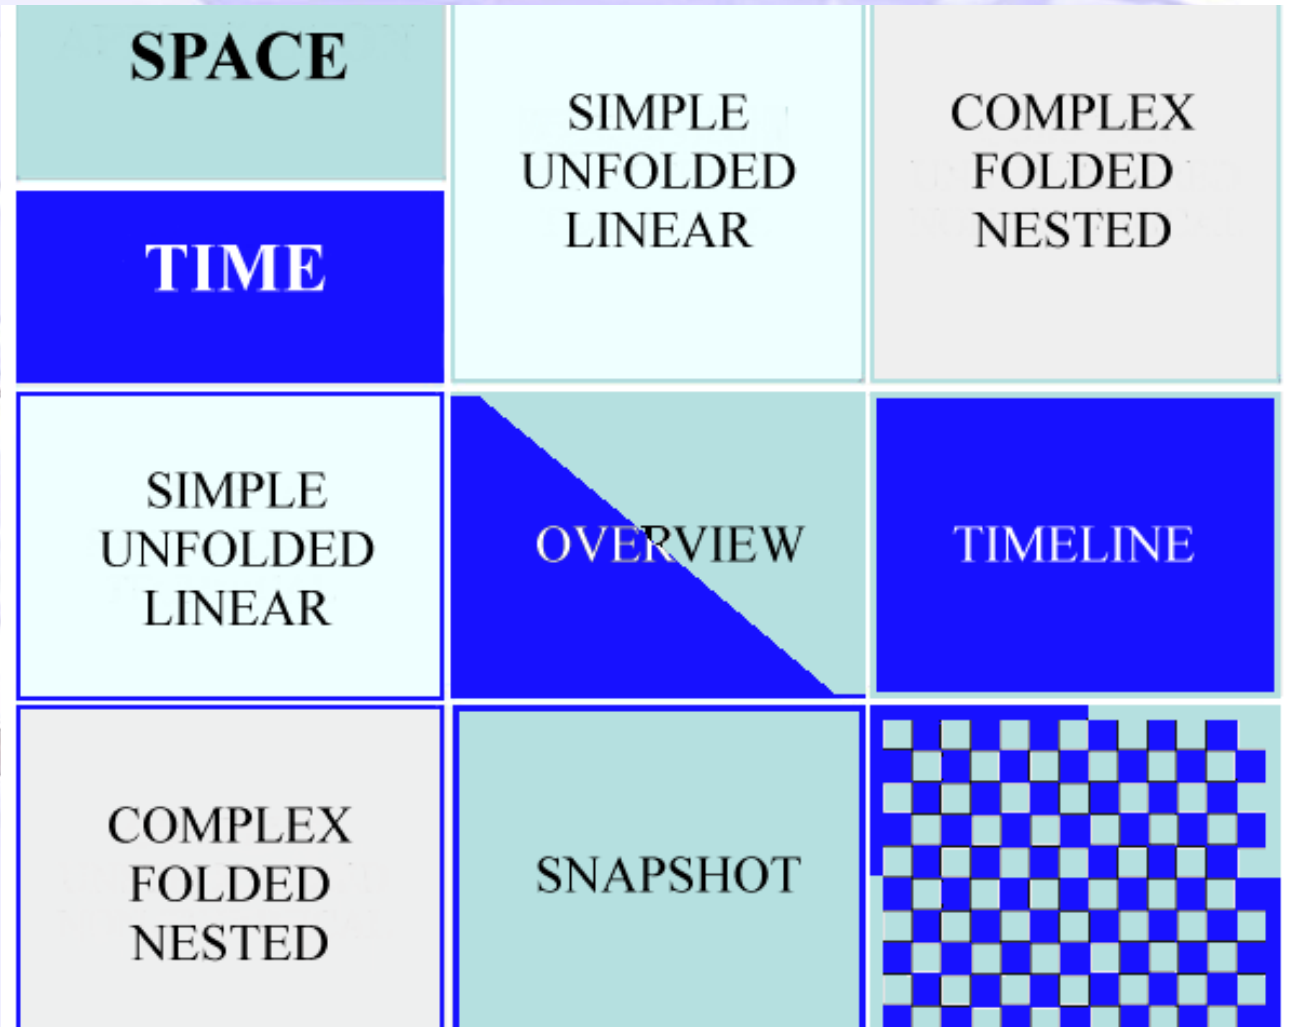 SPACE
TIME
SIMPLE
UNFOLDED
LINEAR
COMPLEX
FOLDED
NESTED
SIMPLE
UNFOLDED
LINEAR
OVERVIEW
TIMELINE
COMPLEX
FOLDED
NESTED
SNAPSHOT